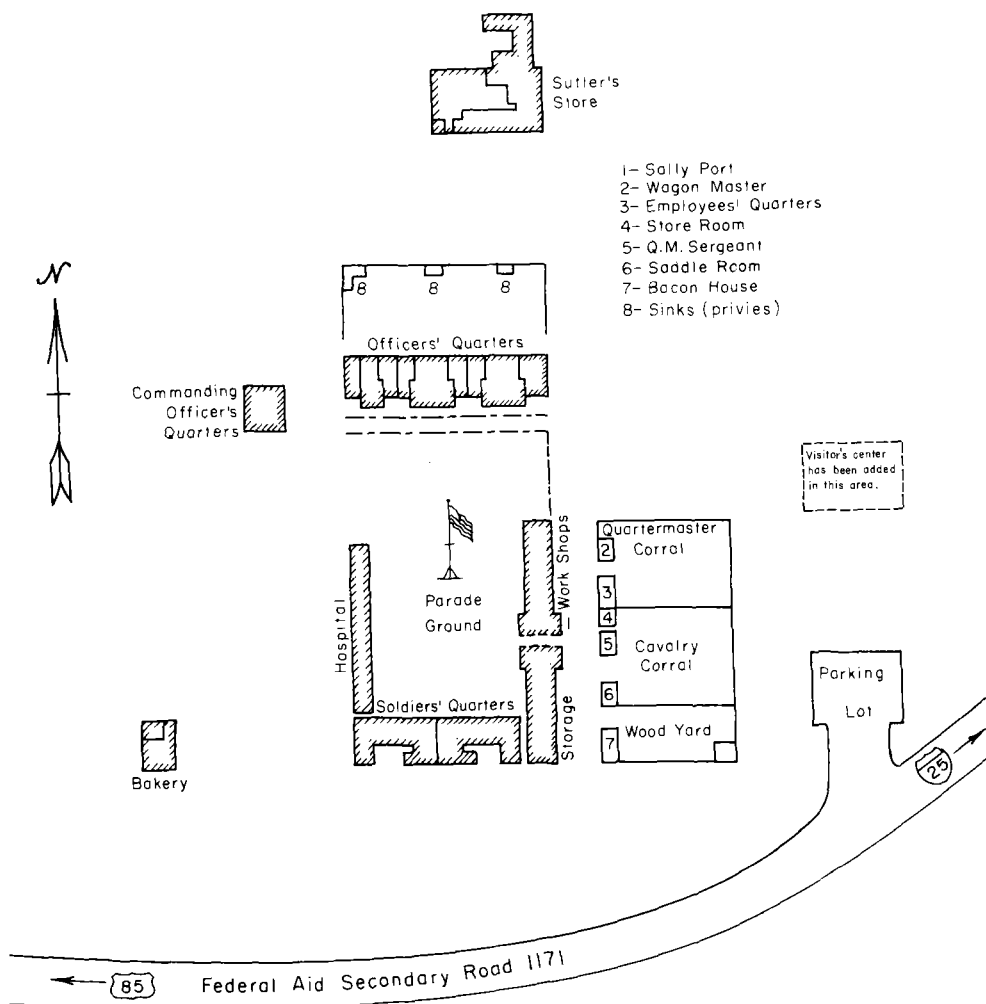 Sutler's
Store
1- Sally Port
2- Wagon Master
3- Employees' Quarters
4- Store Room
5- Q.M. Sergeant
6- Saddle Room
7- Bacon House
8- Sinks (privies)
N
8
8
8
Officers' Quarters
Commanding
Officer's
Quarters
Visitor's center
has been added
in this area.
Parade
Ground
Hospital
Work Shops
1
Storage
Quartermaster
Corral
2
3
4
5
Cavalry
Corral
6
7
Wood Yard
Soldiers' Quarters
Bakery
Parking
Lot
25
85
Federal Aid Secondary Road 1171